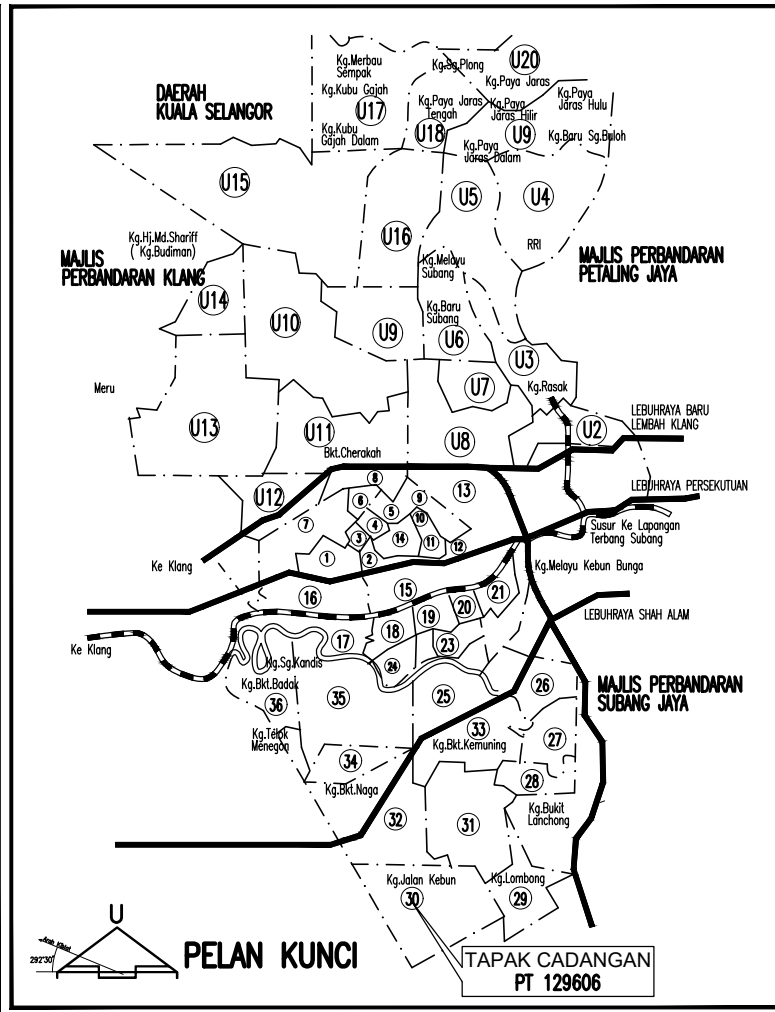 U20
Kg.Merbau
Sempak
Kg.Sg.Plong
Kg.Paya Jaras
DAERAH
KUALA SELANGOR
Kg.Kubu Gajah
U17
Kg.Paya Jaras
Tengah
Kg.Paya
Jaras Hilir
Kg.Paya
Jaras Hulu
Kg.Kubu
Gajah Dalam
U18
U9
Kg.Baru Sg.Buloh
Kg.Paya
Jaras Dalam
U15
U5
U4
U16
RRI
Kg.Hj.Md.Shariff
( Kg.Budiman)
MAJLIS
PERBANDARAN KLANG
Kg.Melayu
Subang
MAJLIS PERBANDARAN
PETALING JAYA
U14
U10
U9
Kg.Baru
Subang
U6
U3
Meru
U7
Kg.Rasak
U13
U11
Bkt.Cherakah
U8
U2
LEBUHRAYA BARU
LEMBAH KLANG
U12
8
13
LEBUHRAYA PERSEKUTUAN
6
5
9
7
4
10
Susur Ke Lapangan
Terbang Subang
3
14
11
12
Ke Klang
1
2
Kg.Melayu Kebun Bunga
16
15
21
20
19
LEBUHRAYA SHAH ALAM
17
18
23
Ke Klang
Kg.Sg.Kandis
24
Kg.Bkt.Badak
36
35
25
26
MAJLIS PERBANDARAN
SUBANG JAYA
Kg.Telok
Menegon
33
Kg.Bkt.Kemuning
27
34
28
Kg.Bkt.Naga
32
31
Kg.Bukit
Lanchong
Kg.Jalan Kebun
30
Kg.Lombong
29
U
Arah Kiblat
292°30'
PELAN KUNCI
TAPAK CADANGAN
PT 129606